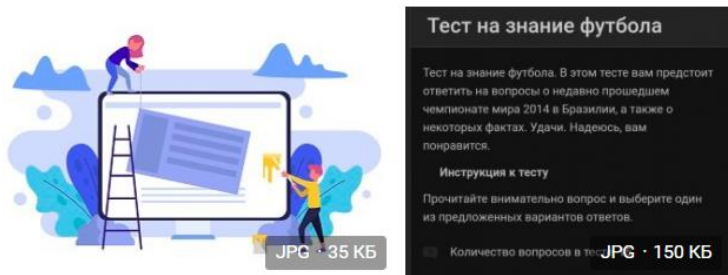 JPG · 35 КБ
Тест на знание футбола
Тест на знание футбола. В этом тесте вам предстоит
ответить на вопросы о недавно прошедшем
чемпионате мира 2014 в Бразилии, а также о
некоторых фактах. Удачи. Надеюсь, вам
понравится.
Инструкция к тесту
Прочитайте внимательно вопрос и выберите один
из предложенных вариантов ответов.
Количество вопросов в
JPG · 150 КБ